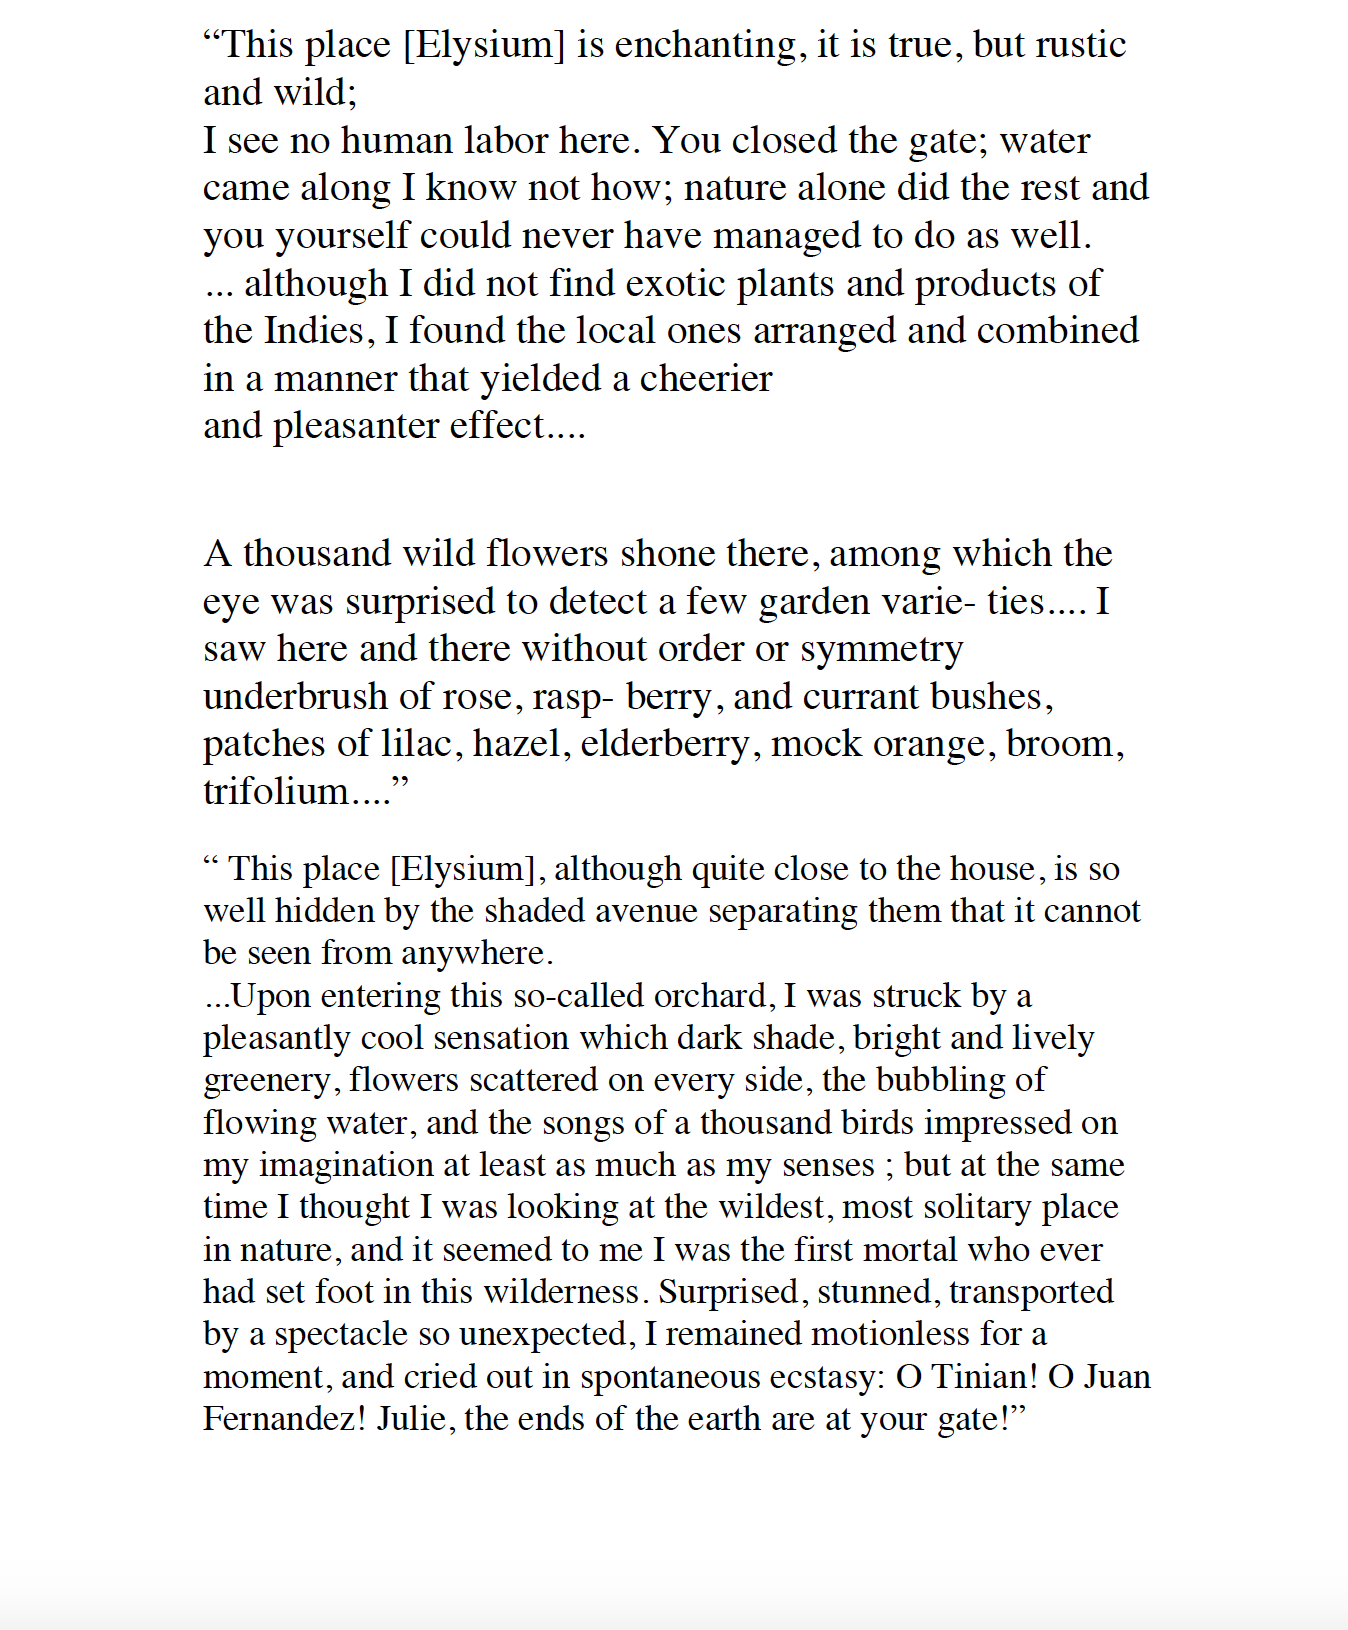 “This place [Elysium] is enchanting, it is true, but rustic
and wild;
I see no human labor here. You closed the gate; water
came along I know not how; nature alone did the rest and
you yourself could never have managed to do as well.
... although I did not find exotic plants and products of
the Indies, I found the local ones arranged and combined
in a manner that yielded a cheerier
and pleasanter effect....
A thousand wild flowers shone there, among which the
eye was surprised to detect a few garden varie- ties.... I
saw here and there without order or symmetry
underbrush of rose, rasp- berry, and currant bushes,
patches of lilac, hazel, elderberry, mock orange, broom,
trifolium....”
“ This place [Elysium], although quite close to the house, is so
well hidden by the shaded avenue separating them that it cannot
be seen from anywhere.
...Upon entering this so-called orchard, I was struck by a
pleasantly cool sensation which dark shade, bright and lively
greenery, flowers scattered on every side, the bubbling of
flowing water, and the songs of a thousand birds impressed on
my imagination at least as much as my senses ; but at the same
time I thought I was looking at the wildest, most solitary place
in nature, and it seemed to me I was the first mortal who ever
had set foot in this wilderness. Surprised, stunned, transported
by a spectacle so unexpected, I remained motionless for a
moment, and cried out in spontaneous ecstasy: O Tinian! O Juan
Fernandez! Julie, the ends of the earth are at your gate!”